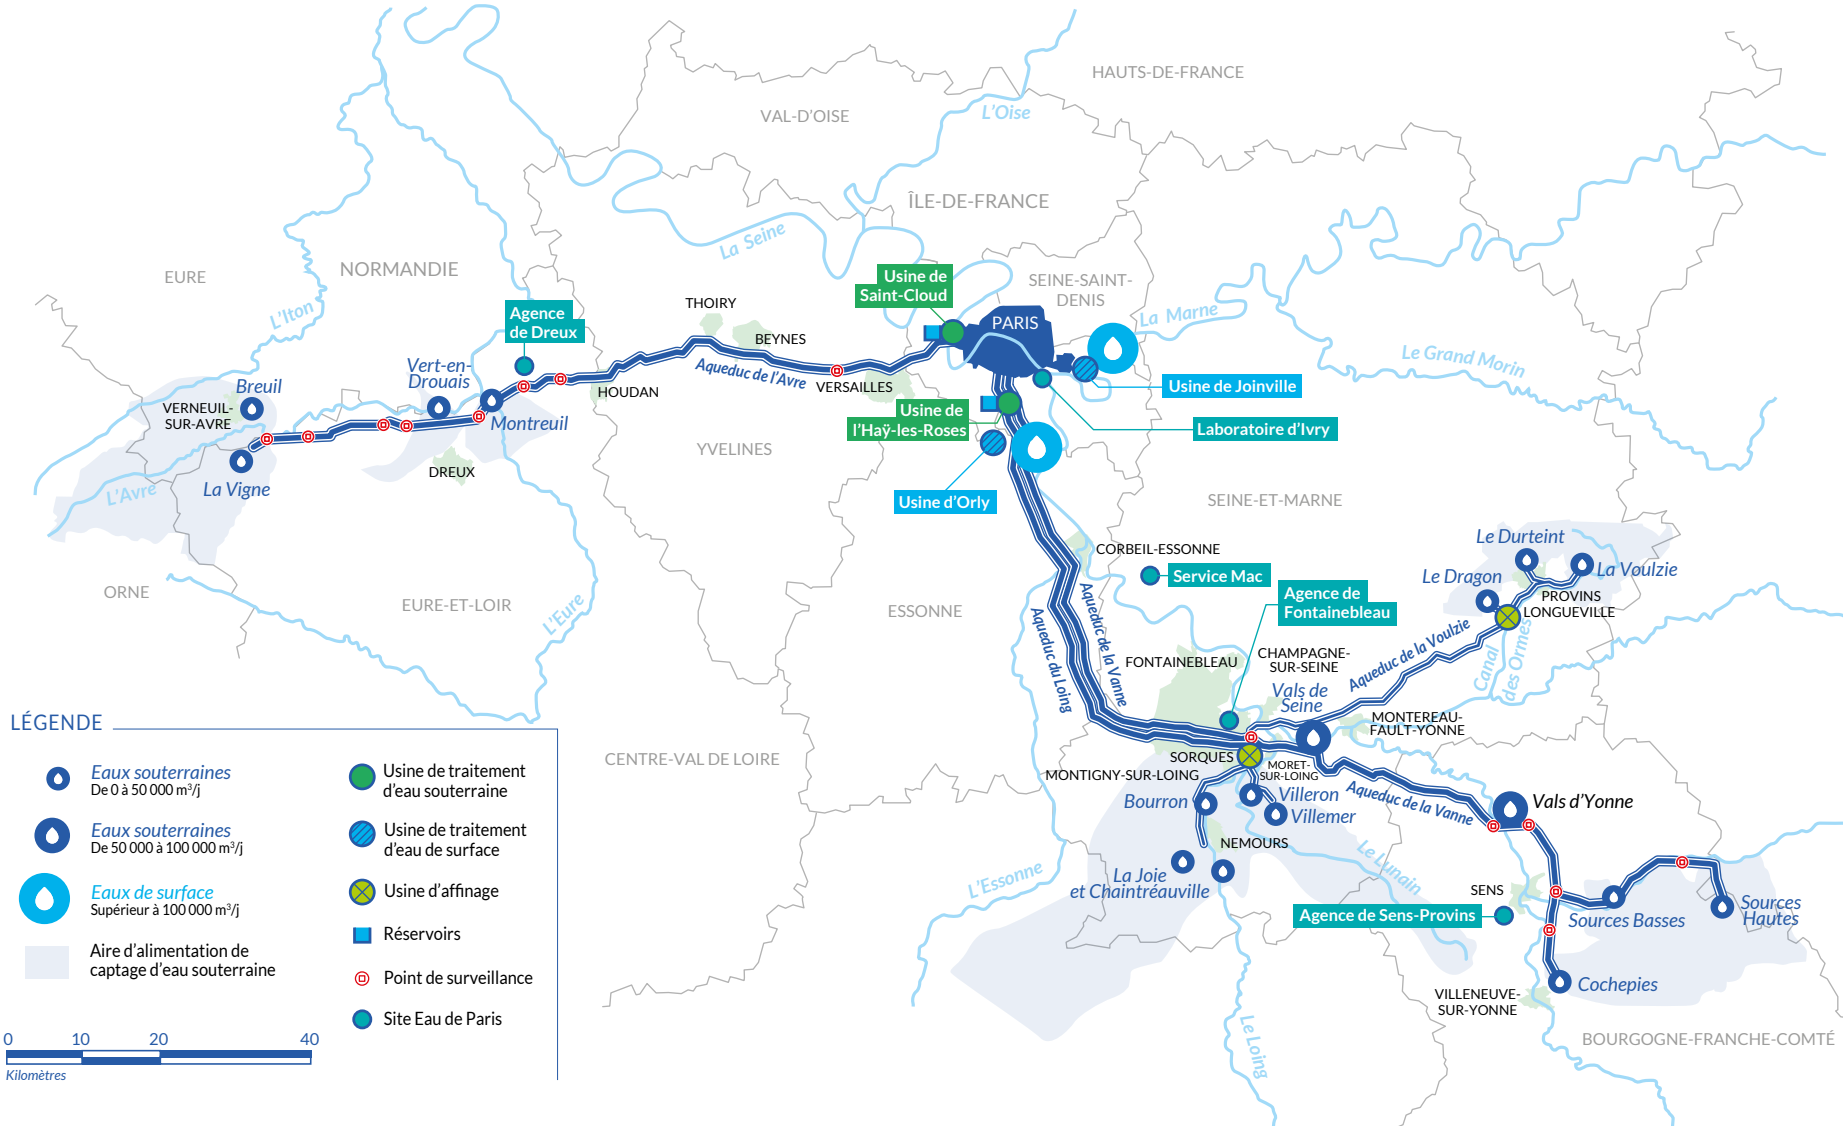 HAUTS-DE-FRANCE
VAL-D’OISE
L’Oise
ÎLE-DE-FRANCE
La Seine
EURE
NORMANDIE
L’Iton
SEINE-SAINT-
DENIS
Usine de
Saint-Cloud
THOIRY
Agence
de Dreux
PARIS
La Marne
BEYNES
Le Grand Morin
Vert-en-
Drouais
Aqueduc de l’Avre
Breuil
VERNEUIL-
SUR-AVRE
HOUDAN
VERSAILLES
Usine de Joinville
Montreuil
Usine de
l’Haÿ-les-Roses
Laboratoire d’Ivry
YVELINES
DREUX
L’Avre
La Vigne
Usine d’Orly
SEINE-ET-MARNE
Le Durteint
CORBEIL-ESSONNE
La Voulzie
Le Dragon
Service Mac
ORNE
EURE-ET-LOIR
L’Eure
ESSONNE
Agence de
Fontainebleau
PROVINS
LONGUEVILLE
Aqueduc du Loing
Aqueduc de la Vanne
Aqueduc de la Voulzie
Canal
des Ormes
FONTAINEBLEAU
CHAMPAGNE-
SUR-SEINE
Vals de
Seine
MONTEREAU-
FAULT-YONNE
SORQUES
MORET-
SUR-LOING
MONTIGNY-SUR-LOING
CENTRE-VAL DE LOIRE
Bourron
Villeron
Villemer
Aqueduc de la Vanne
Vals d’Yonne
NEMOURS
Le Lunain
La Joie
et Chaintréauville
L’Essonne
SENS
Agence de Sens-Provins
Sources Basses
Sources
Hautes
Cochepies
VILLENEUVE-
SUR-YONNE
Le Loing
BOURGOGNE-FRANCHE-COMTÉ
LÉGENDE
Eaux souterraines
De 0 à 50 000 m³/j
Eaux souterraines
De 50 000 à 100 000 m³/j
Eaux de surface
Supérieur à 100 000 m³/j
Aire d’alimentation de
captage d’eau souterraine
Usine de traitement
d’eau souterraine
Usine de traitement
d’eau de surface
Usine d’affinage
Réservoirs
Point de surveillance
Site Eau de Paris
0 10 20 40
Kilomètres